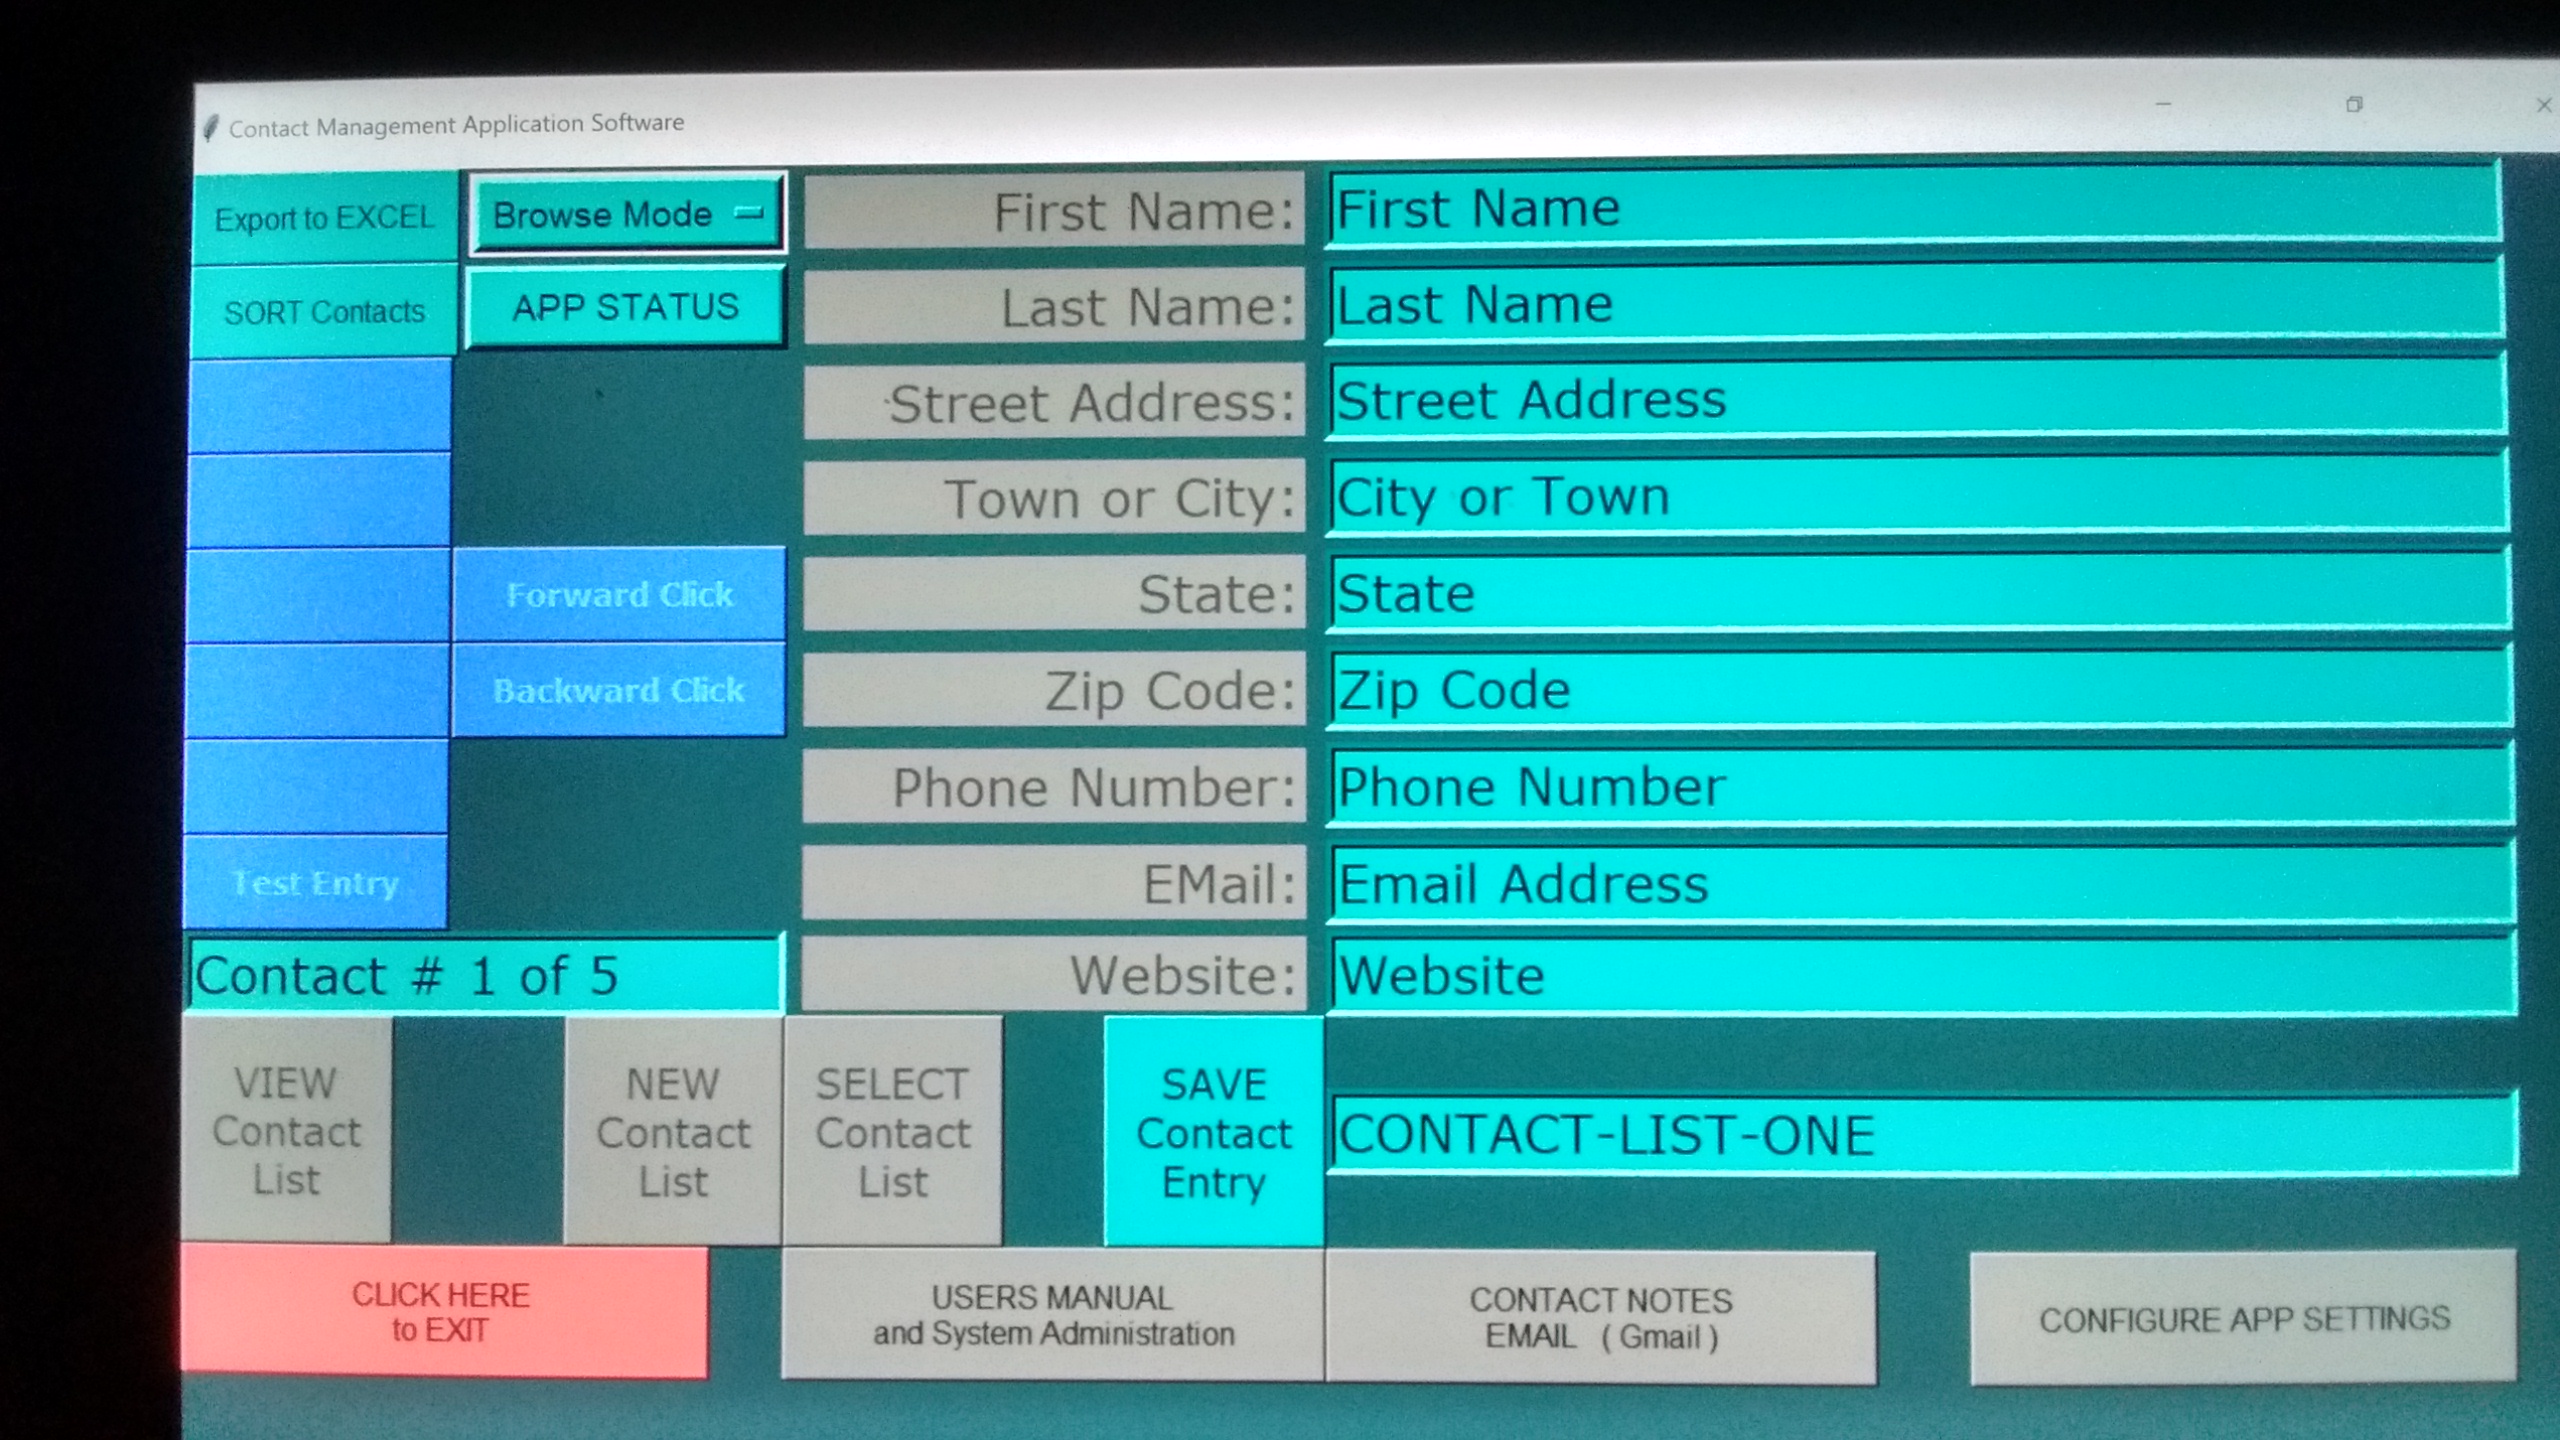 Contact Management Application Software
Export to EXCEL
Browse Mode
First Name:
First Name
SORT Contacts
APP STATUS
Last Name:
Last Name
Street Address:
Street Address
Town or City:
City or Town
Forward Click
State:
State
Backward Click
Zip Code:
Zip Code
Phone Number:
Phone Number
Test Entry
EMail:
Email Address
Contact # 1 of 5
Website:
Website
VIEW
Contact
List
NEW
Contact
List
SELECT
Contact
List
SAVE
Contact
Entry
CONTACT-LIST-ONE
CLICK HERE
to EXIT
USERS MANUAL
and System Administration
CONTACT NOTES
EMAIL ( Gmail )
CONFIGURE APP SETTINGS